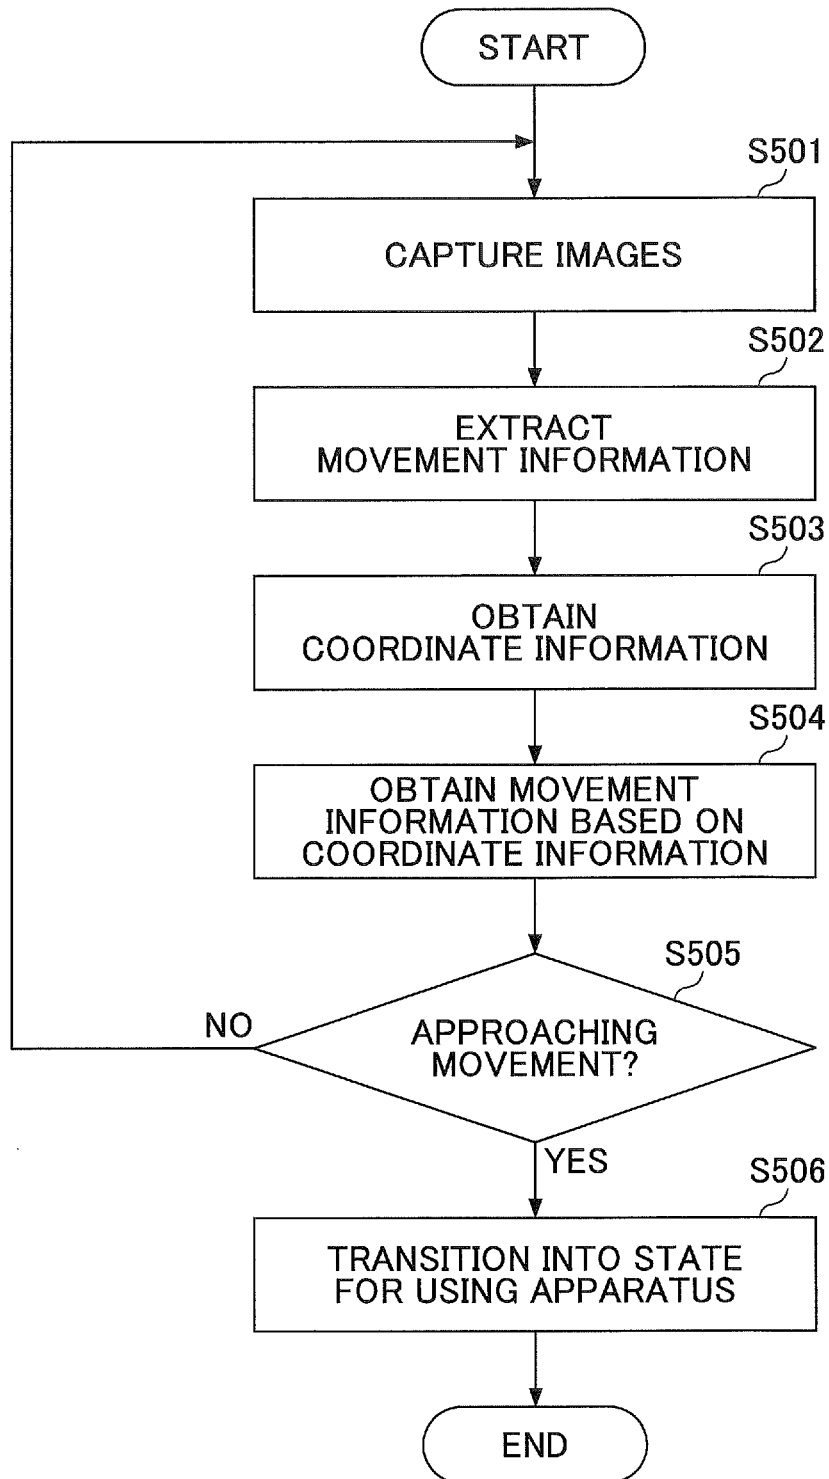 START
S501
CAPTURE IMAGES
S502
EXTRACT
MOVEMENT INFORMATION
S503
OBTAIN
COORDINATE INFORMATION
S504
OBTAIN MOVEMENT
INFORMATION BASED ON
COORDINATE INFORMATION
S505
NO
APPROACHING
MOVEMENT?
YES
S506
TRANSITION INTO STATE
FOR USING APPARATUS
END